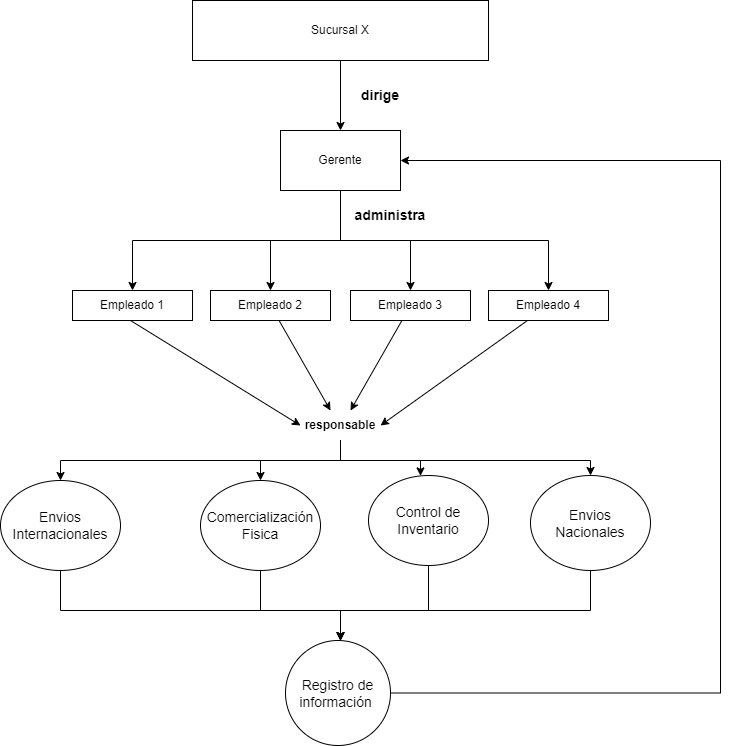 Sucursal X
dirige
Gerente
administra
Empleado 1
Empleado 2
Empleado 3
Empleado 4
responsable
Envios
Internacionales
Comercialización
Fisica
Control de
Inventario
Envios
Nacionales
Registro de
información